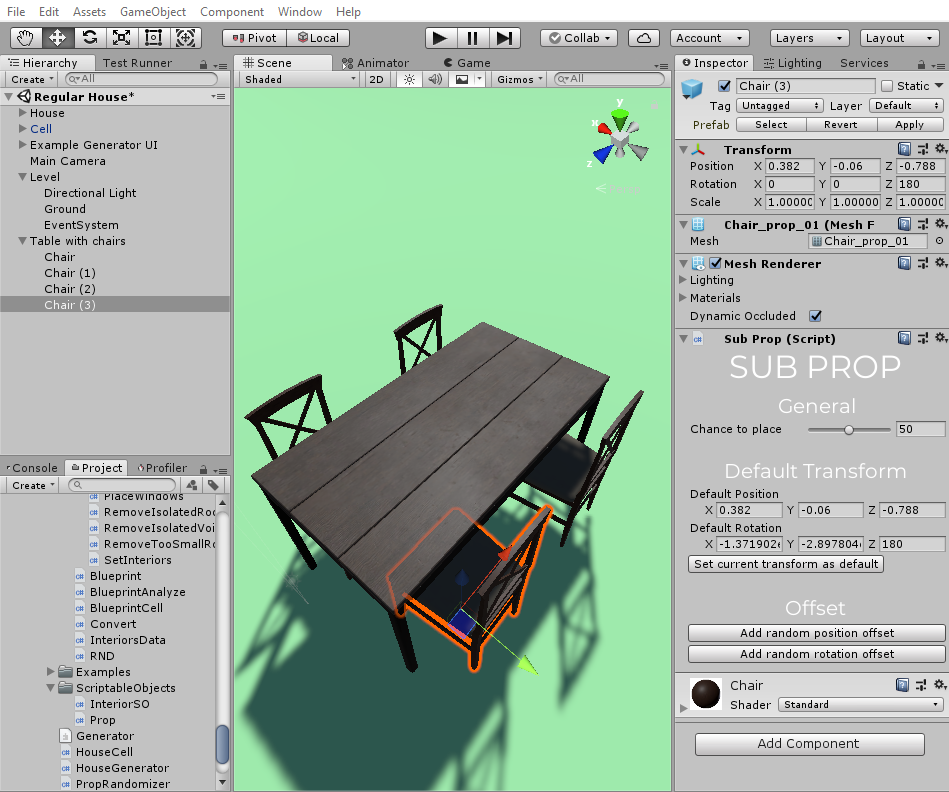 File Edit Assets GameObject Component Window Help
Pivot Local Collab Account Layers Layout
Hierarchy Test Runner
Create All
Regular House*
House
Cell
Example Generator UI
Main Camera
Level
Directional Light
Ground
EventSystem
Table with chairs
Chair
Chair (1)
Chair (2)
Chair (3)
Console Project Profiler
Create
PlaceWindows
RemoveIsolatedRoo
RemoveIsolatedVoi
RemoveTooSmallRo
SetInteriors
Blueprint
BlueprintAnalyze
BlueprintCell
Convert
InteriorsData
RND
Examples
ScriptableObjects
InteriorSO
Prop
Generator
HouseCell
HouseGenerator
PropRandomizer
Scene Animator Game
Shaded 2D Gizmos All
y
x
z
Inspector Lighting Services
Chair (3) Static
Tag Untagged Layer Default
Prefab Select Revert Apply
Transform
Position X 0.382 Y -0.06 Z -0.788
Rotation X 0 Y 0 Z 180
Scale X 1.00000 Y 1.00000 Z 1.00000
Chair_prop_01 (Mesh F
Mesh Chair_prop_01
Mesh Renderer
Lighting
Materials
Dynamic Occluded
Sub Prop (Script)
SUB PROP
General
Chance to place 50
Default Transform
Default Position
X 0.382 Y -0.06 Z -0.788
Default Rotation
X -1.371902 Y -2.897804 Z 180
Set current transform as default
Offset
Add random position offset
Add random rotation offset
Chair
Shader Standard
Add Component